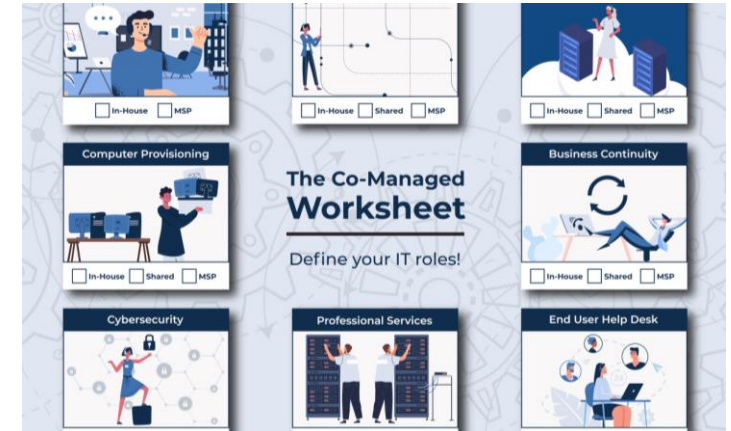 In-House MSP
In-House Shared MSP
In-House Shared MSP
Computer Provisioning
In-House Shared MSP
The Co-Managed
Worksheet
Define your IT roles!
Business Continuity
In-House Shared MSP
Cybersecurity
Professional Services
End User Help Desk